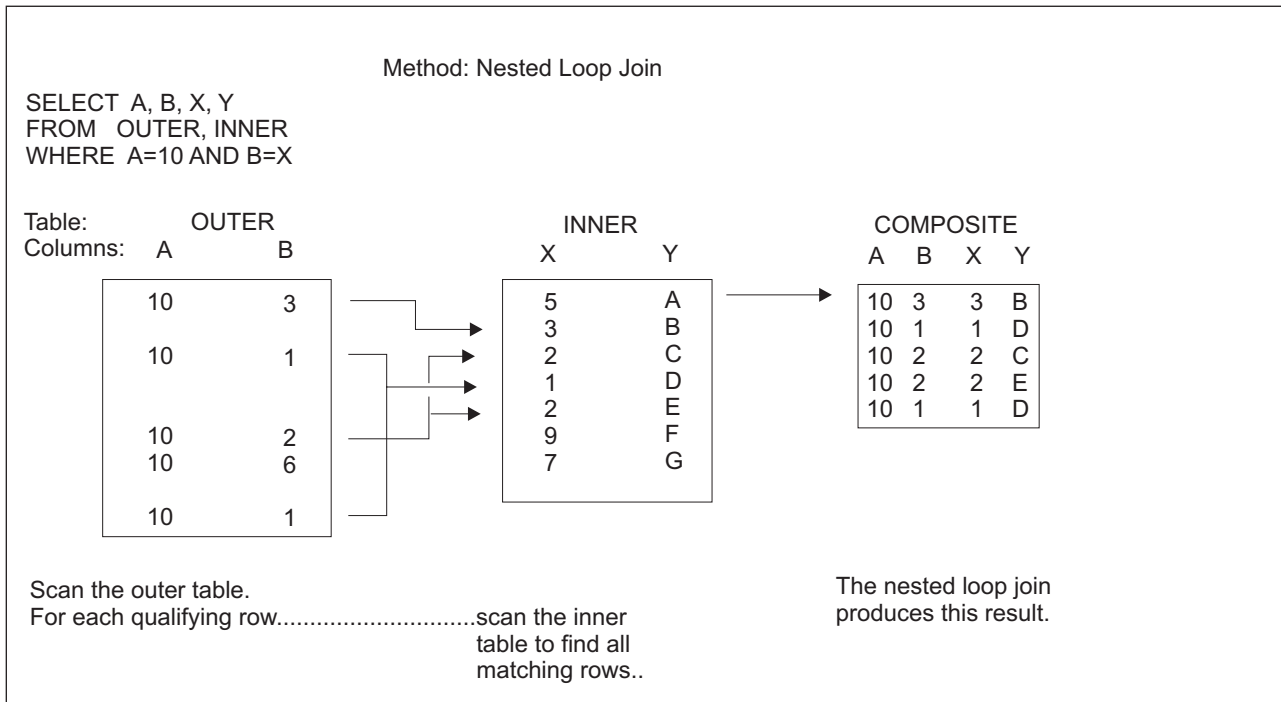 Method: Nested Loop Join
SELECT A, B, X, Y
FROM OUTER, INNER
WHERE A=10 AND B=X
Table: OUTER INNER COMPOSITE
Columns: A B X Y A B X Y
10 3
10 1
10 2
10 6
10 1
5 A
3 B
2 C
1 D
2 E
9 F
7 G
10 3 3 B
10 1 1 D
10 2 2 C
10 2 2 E
10 1 1 D
Scan the outer table.
For each qualifying row..............................scan the inner
table to find all
matching rows..
The nested loop join
produces this result.